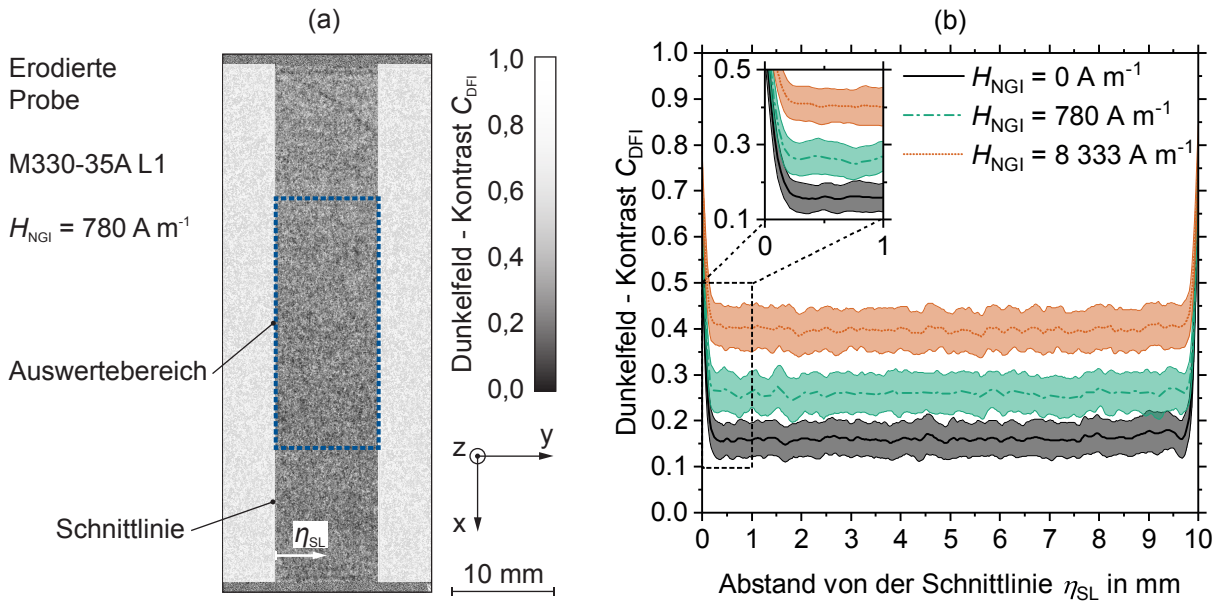 (a)
Erodierte
Probe
M330-35A L1
H_NGI = 780 A m⁻¹
Auswertebereich
Schnittlinie
η_SL
Dunkelfeld - Kontrast C_DFI
1,0
0,8
0,6
0,4
0,2
0,0
z
y
x
10 mm
(b)
Dunkelfeld - Kontrast C_DFI
1.0
0.9
0.8
0.7
0.6
0.5
0.4
0.3
0.2
0.1
0.0
0.5
0.3
0.1
0 1
H_NGI = 0 A m⁻¹
H_NGI = 780 A m⁻¹
H_NGI = 8 333 A m⁻¹
0 1 2 3 4 5 6 7 8 9 10
Abstand von der Schnittlinie η_SL in mm